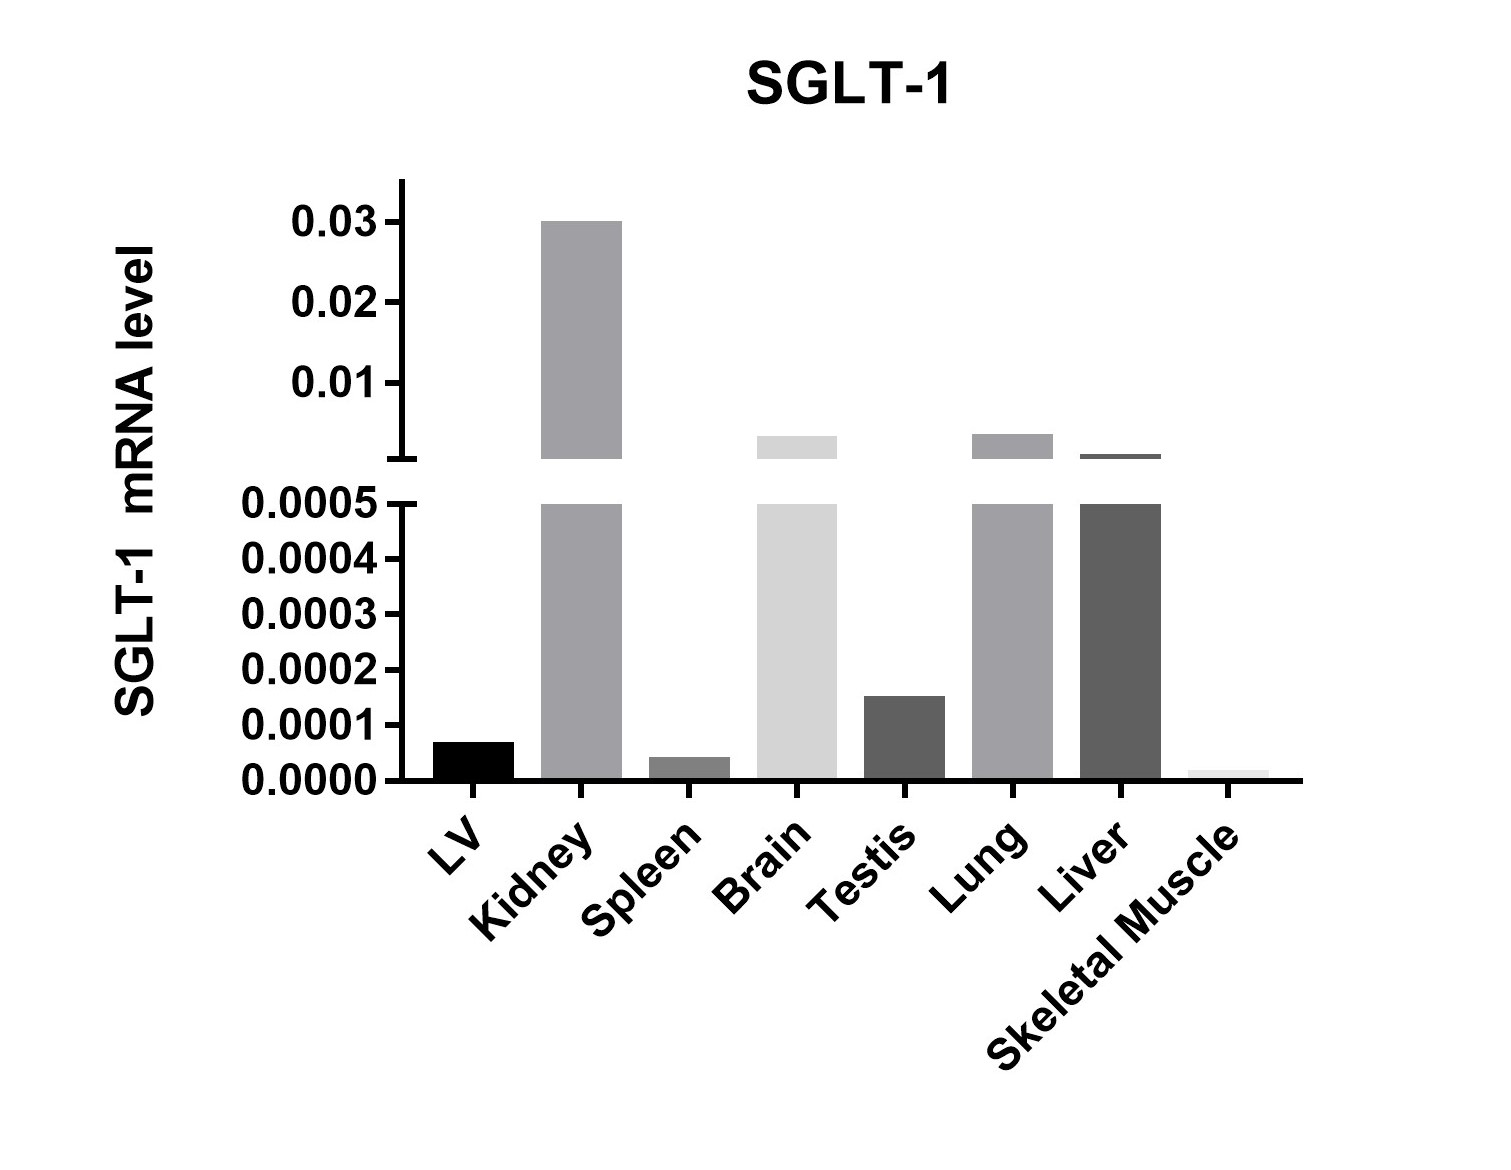 SGLT-1
SGLT-1  mRNA level
0.03
0.02
0.01
0.0005
0.0004
0.0003
0.0002
0.0001
0.0000
LV
Kidney
Spleen
Brain
Testis
Lung
Liver
Skeletal Muscle